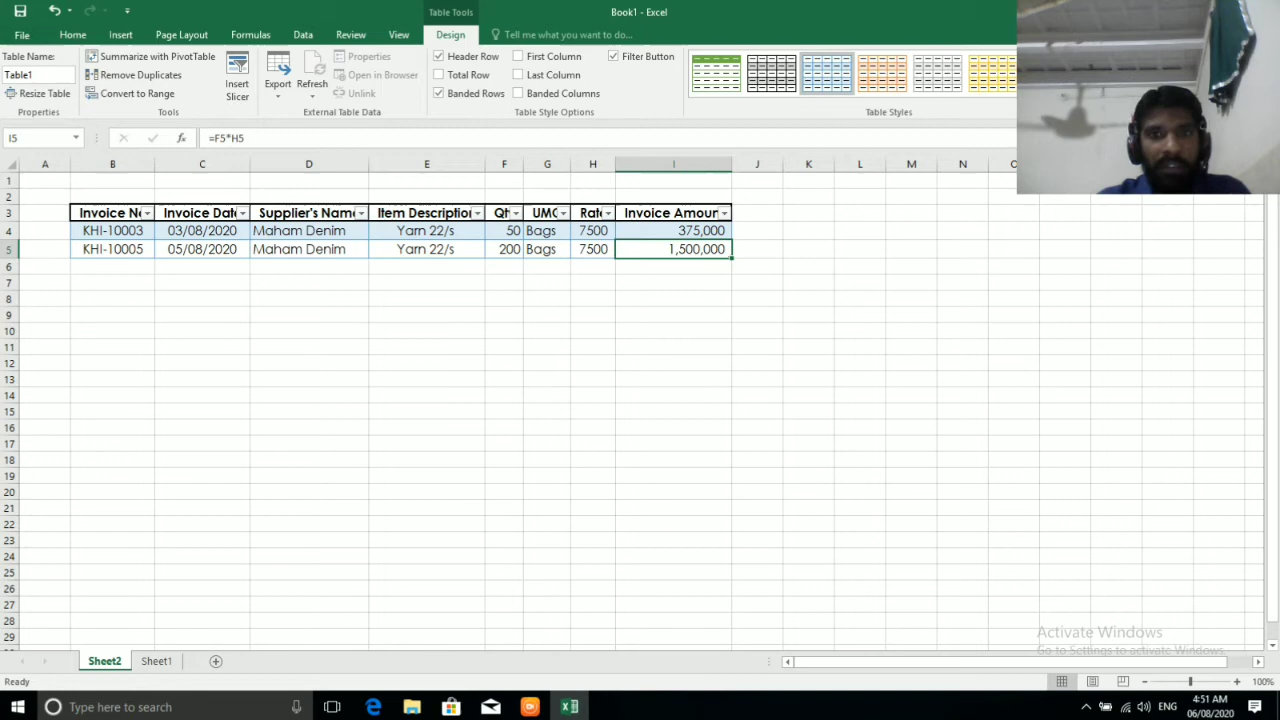 Table Tools
Book1 - Excel
File Home Insert Page Layout Formulas Data Review View Design Tell me what you want to do...
Table Name:
Table1
Resize Table
Properties
Summarize with PivotTable
Remove Duplicates
Convert to Range
Insert
Slicer
Tools
Export
Refresh
Properties
Open in Browser
Unlink
External Table Data
Header Row First Column Filter Button
Total Row Last Column
Banded Rows Banded Columns
Table Style Options
Table Styles
I5 fx =F5*H5
A B C D E F G H I J K L M N O
1
2
3 Invoice N Invoice Dat Supplier's Nam Item Descriptio Qt UMO Rat Invoice Amoun
4 KHI-10003 03/08/2020 Maham Denim Yarn 22/s 50 Bags 7500 375,000
5 KHI-10005 05/08/2020 Maham Denim Yarn 22/s 200 Bags 7500 1,500,000
6
7
8
9
10
11
12
13
14
15
16
17
18
19
20
21
22
23
24
25
26
27
28
29
Activate Windows
Go to Settings to activate Windows.
Sheet2 Sheet1
Ready 100%
Type here to search
ENG
4:51 AM
06/08/2020